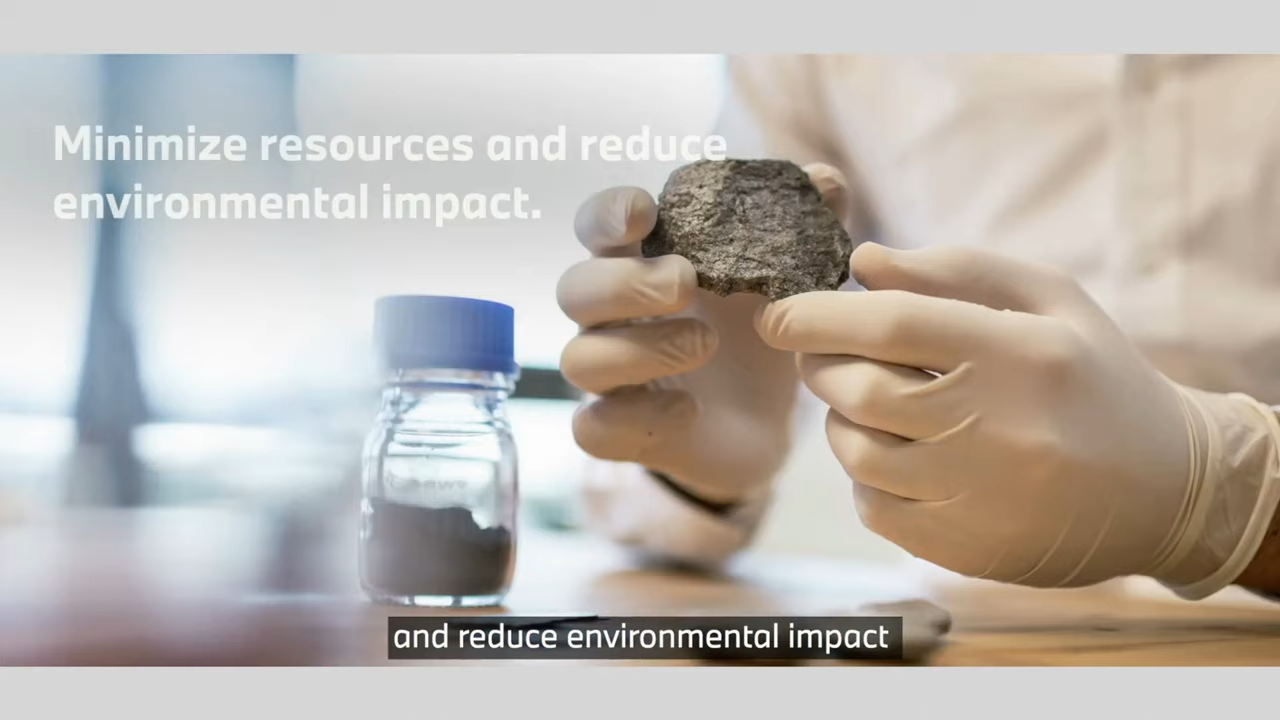 Minimize resources and reduce
environmental impact.
and reduce environmental impact